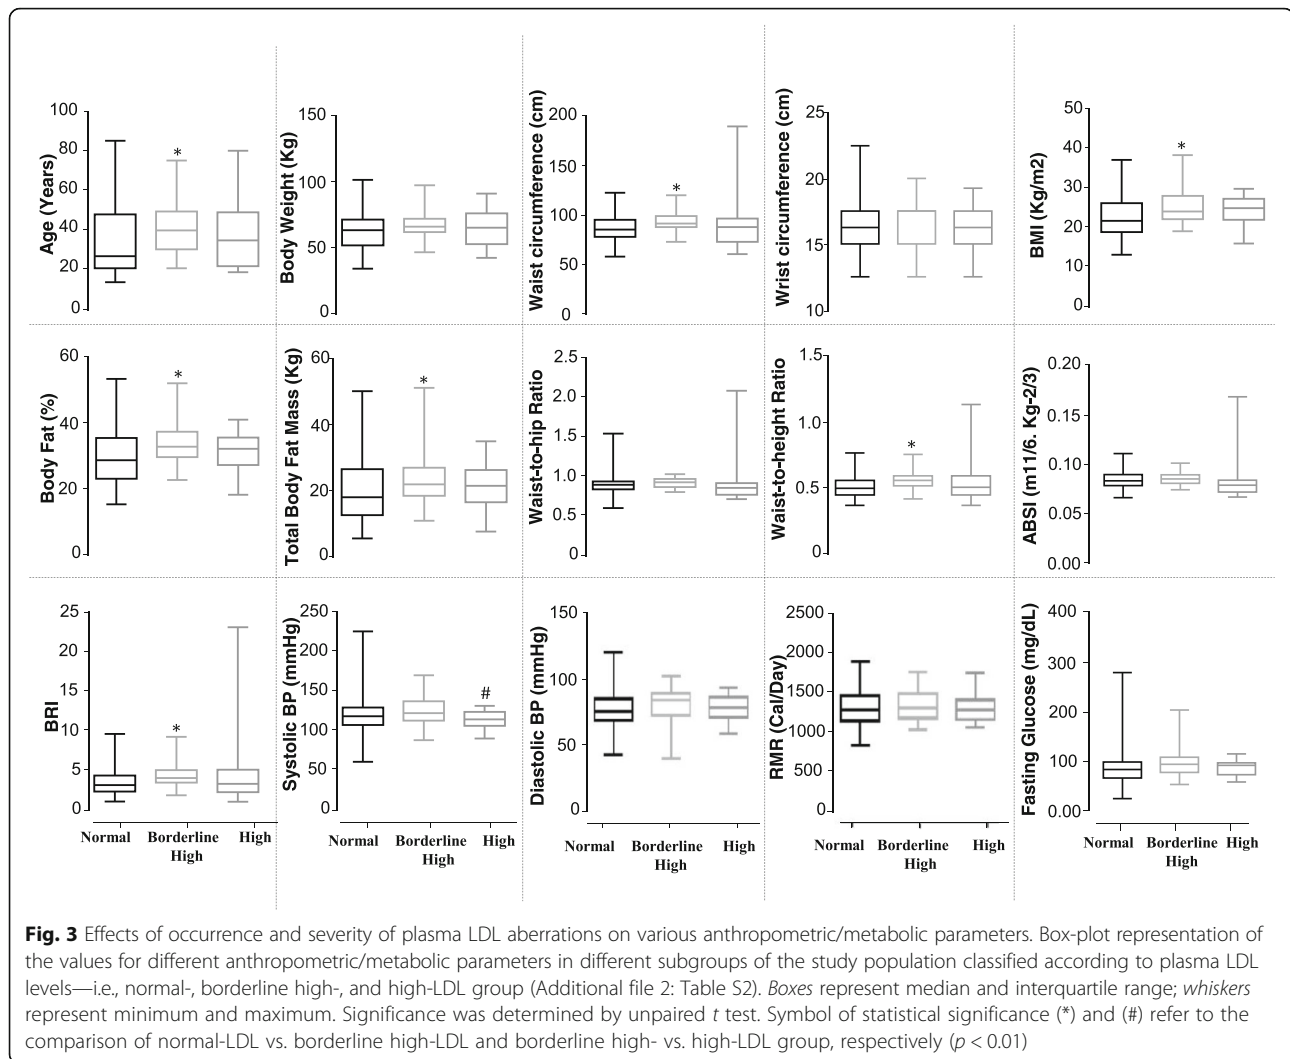 Age (Years)
100
80
60
40
20
0
*
Body Weight (Kg)
150
100
50
0
Waist circumference (cm)
200
150
100
50
0
*
Wrist circumference (cm)
25
20
15
10
BMI (Kg/m2)
50
40
30
20
10
0
*
Body Fat (%)
60
40
20
0
*
Total Body Fat Mass (Kg)
60
40
20
0
*
Waist-to-hip Ratio
2.5
2.0
1.5
1.0
0.5
0
Waist-to-height Ratio
1.5
1.0
0.5
0
*
ABSI (m11/6. Kg-2/3)
0.20
0.15
0.10
0.05
0.00
BRI
25
20
15
10
5
0
*
Normal Borderline High
High
Systolic BP (mmHg)
250
200
150
100
50
0
#
Normal Borderline High
High
Diastolic BP (mmHg)
150
100
50
0
Normal Borderline High
High
RMR (Cal/Day)
2500
2000
1500
1000
500
0
Normal Borderline High
High
Fasting Glucose (mg/dL)
400
300
200
100
0.00
Normal Borderline High
High
Fig. 3 Effects of occurrence and severity of plasma LDL aberrations on various anthropometric/metabolic parameters. Box-plot representation of
the values for different anthropometric/metabolic parameters in different subgroups of the study population classified according to plasma LDL
levels—i.e., normal-, borderline high-, and high-LDL group (Additional file 2: Table S2). Boxes represent median and interquartile range; whiskers
represent minimum and maximum. Significance was determined by unpaired t test. Symbol of statistical significance (*) and (#) refer to the
comparison of normal-LDL vs. borderline high-LDL and borderline high- vs. high-LDL group, respectively (p < 0.01)